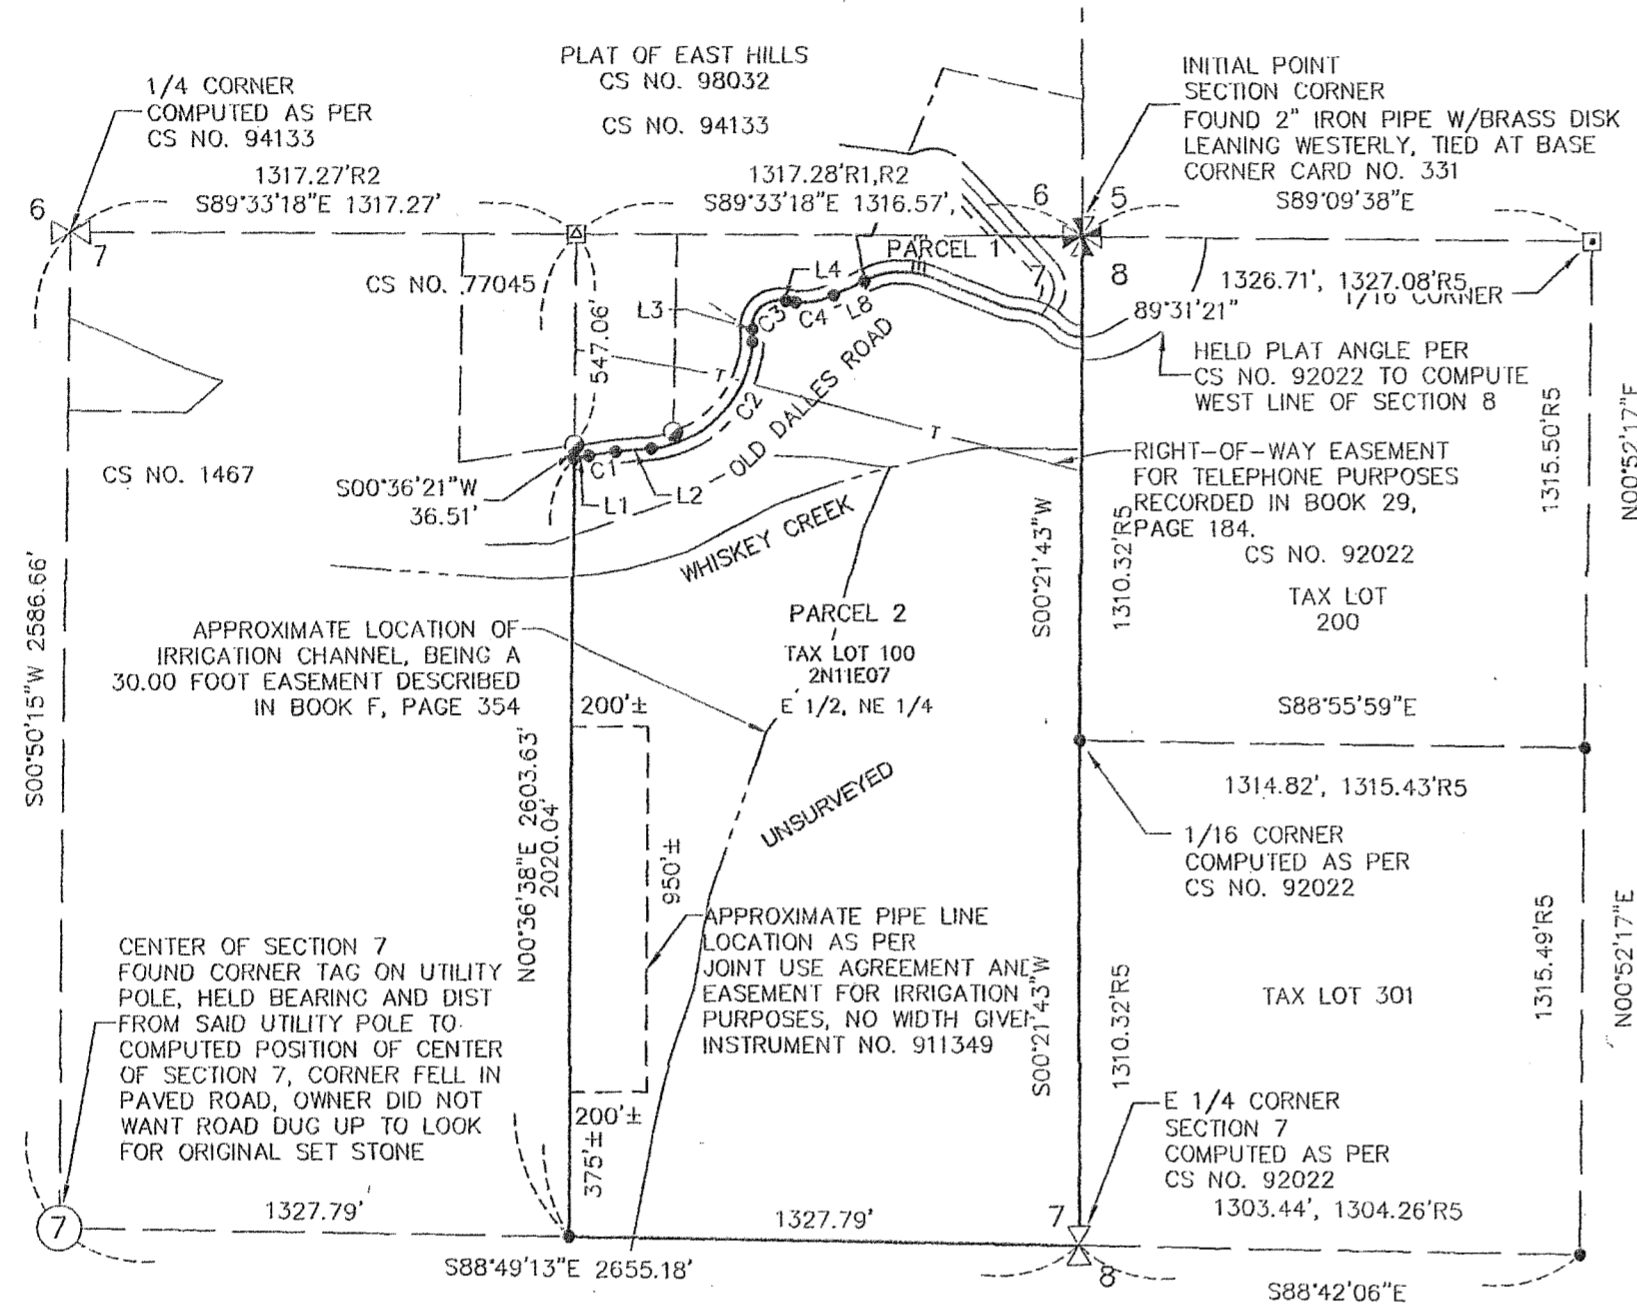 PLAT OF EAST HILLS
CS NO. 98032
CS NO. 94133
1/4 CORNER
COMPUTED AS PER
CS NO. 94133
INITIAL POINT
SECTION CORNER
FOUND 2" IRON PIPE W/BRASS DISK
LEANING WESTERLY, TIED AT BASE
CORNER CARD NO. 331
S89°09'38"E
1317.27'R2
S89°33'18"E 1317.27'
1317.28'R1,R2
S89°33'18"E 1316.57'
6
7
6
5
7
8
PARCEL 1
CS NO. 77045
547.06'
L3
C3
L4
C4
L8
1326.71', 1327.08'R5
1/16 CORNER
89°31'21"
HELD PLAT ANGLE PER
CS NO. 92022 TO COMPUTE
WEST LINE OF SECTION 8
T
C2
OLD DALLES ROAD
T
CS NO. 1467
S00°36'21"W
36.51'
C1
L1
L2
WHISKEY CREEK
RIGHT-OF-WAY EASEMENT
FOR TELEPHONE PURPOSES
RECORDED IN BOOK 29,
PAGE 184.
CS NO. 92022
TAX LOT
200
1315.50'R5
N00°52'17"E
S00°21'43"W
1310.32'R5
S00°50'15"W 2586.66'
APPROXIMATE LOCATION OF
IRRIGATION CHANNEL, BEING A
30.00 FOOT EASEMENT DESCRIBED
IN BOOK F, PAGE 354
PARCEL 2
TAX LOT 100
2N11E07
E 1/2, NE 1/4
200'±
S88°55'59"E
1314.82', 1315.43'R5
N00°36'38"E 2603.63'
2020.04'
950'±
UNSURVEYED
1/16 CORNER
COMPUTED AS PER
CS NO. 92022
APPROXIMATE PIPE LINE
LOCATION AS PER
JOINT USE AGREEMENT AND
EASEMENT FOR IRRIGATION
PURPOSES, NO WIDTH GIVEN
INSTRUMENT NO. 911349
CENTER OF SECTION 7
FOUND CORNER TAG ON UTILITY
POLE, HELD BEARING AND DIST
FROM SAID UTILITY POLE TO
COMPUTED POSITION OF CENTER
OF SECTION 7, CORNER FELL IN
PAVED ROAD, OWNER DID NOT
WANT ROAD DUG UP TO LOOK
FOR ORIGINAL SET STONE
S00°21'43"W
1310.32'R5
TAX LOT 301
1315.49'R5
N00°52'17"E
200'±
375'±
E 1/4 CORNER
SECTION 7
COMPUTED AS PER
CS NO. 92022
1303.44', 1304.26'R5
7
1327.79'
1327.79'
7
8
S88°49'13"E 2655.18'
S88°42'06"E